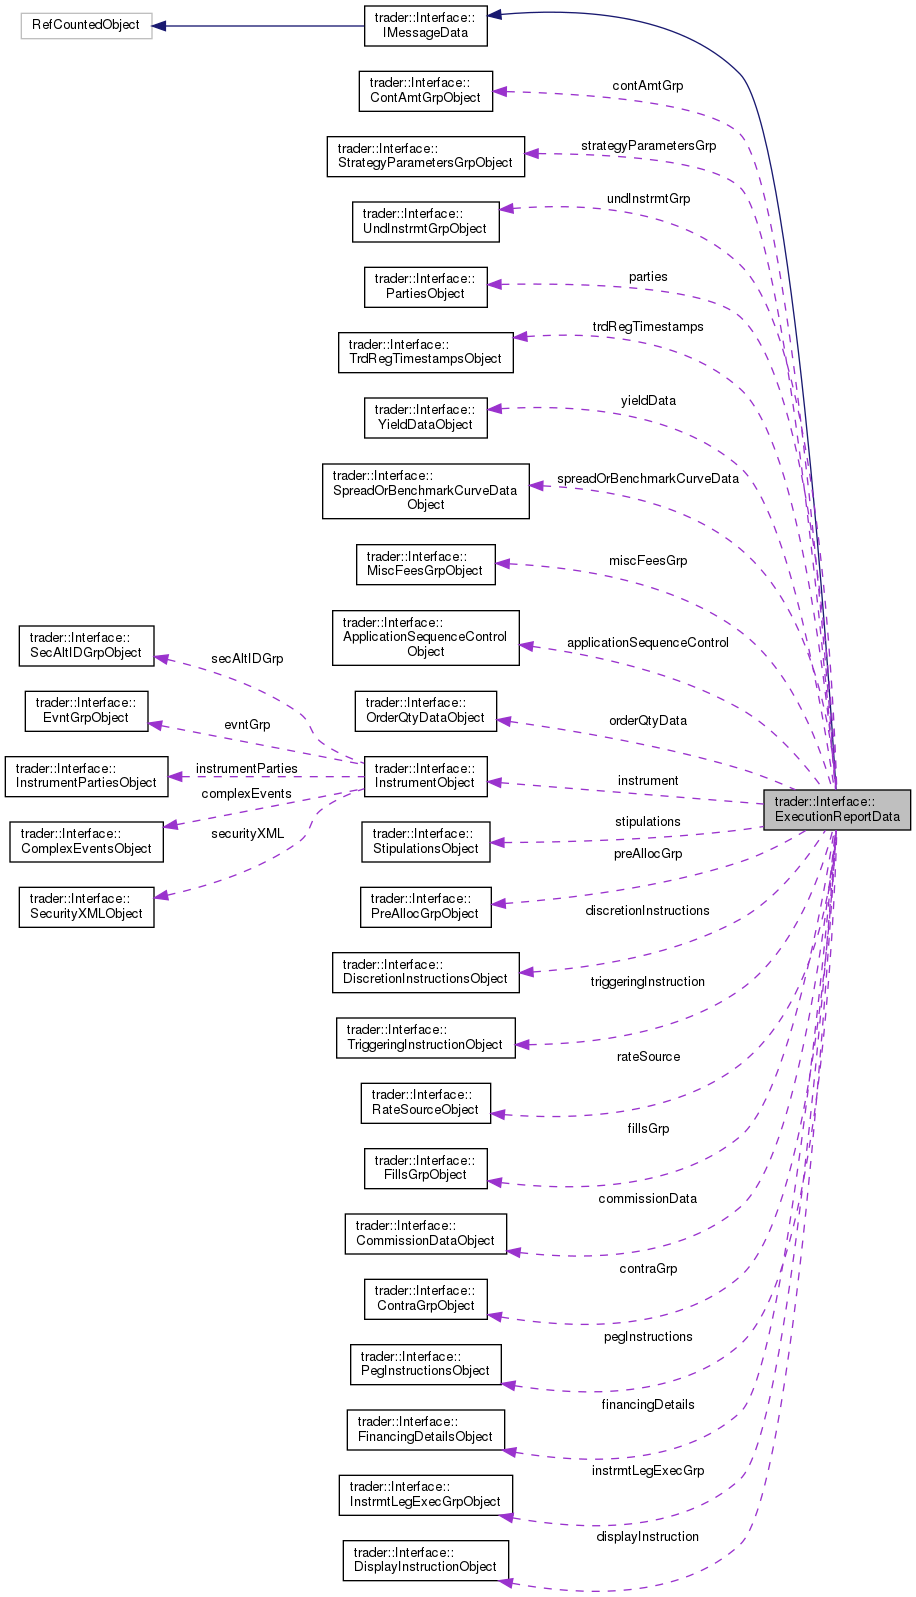 RefCountedObject
trader::Interface::
IMessageData
trader::Interface::
ContAmtGrpObject
contAmtGrp
trader::Interface::
StrategyParametersGrpObject
strategyParametersGrp
trader::Interface::
UndInstrmtGrpObject
undInstrmtGrp
trader::Interface::
PartiesObject
parties
trader::Interface::
TrdRegTimestampsObject
trdRegTimestamps
trader::Interface::
YieldDataObject
yieldData
trader::Interface::
SpreadOrBenchmarkCurveData
Object
spreadOrBenchmarkCurveData
trader::Interface::
MiscFeesGrpObject
miscFeesGrp
trader::Interface::
ApplicationSequenceControl
Object
applicationSequenceControl
trader::Interface::
SecAltIDGrpObject
secAltIDGrp
trader::Interface::
EvntGrpObject
evntGrp
trader::Interface::
OrderQtyDataObject
orderQtyData
trader::Interface::
InstrumentPartiesObject
instrumentParties
trader::Interface::
InstrumentObject
instrument
trader::Interface::
ExecutionReportData
complexEvents
trader::Interface::
ComplexEventsObject
trader::Interface::
StipulationsObject
stipulations
securityXML
trader::Interface::
SecurityXMLObject
trader::Interface::
PreAllocGrpObject
preAllocGrp
trader::Interface::
DiscretionInstructionsObject
discretionInstructions
trader::Interface::
TriggeringInstructionObject
triggeringInstruction
trader::Interface::
RateSourceObject
rateSource
trader::Interface::
FillsGrpObject
fillsGrp
trader::Interface::
CommissionDataObject
commissionData
trader::Interface::
ContraGrpObject
contraGrp
trader::Interface::
PegInstructionsObject
pegInstructions
trader::Interface::
FinancingDetailsObject
financingDetails
trader::Interface::
InstrmtLegExecGrpObject
instrmtLegExecGrp
trader::Interface::
DisplayInstructionObject
displayInstruction